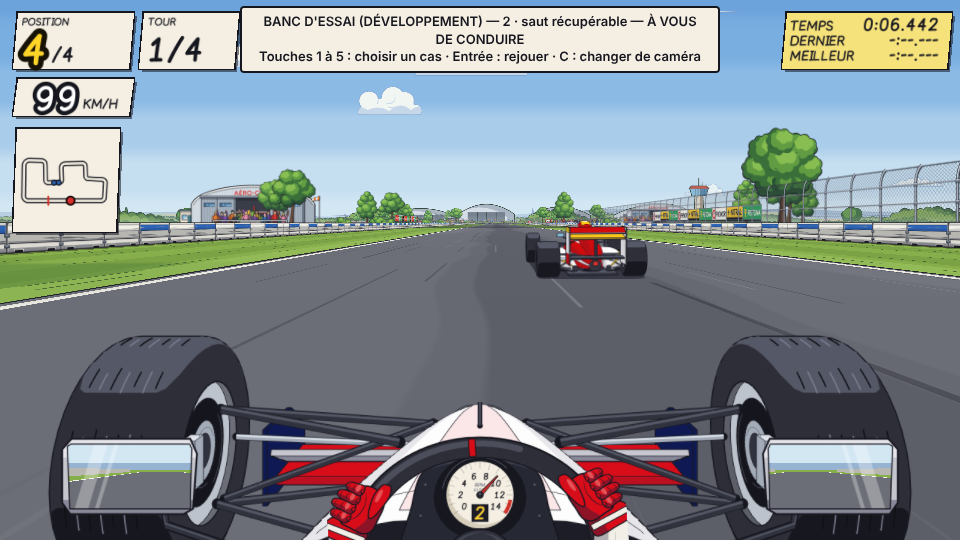 POSITION
4/4
TOUR
1/4
BANC D'ESSAI (DÉVELOPPEMENT) — 2 · saut récupérable — À VOUS
DE CONDUIRE
Touches 1 à 5 : choisir un cas · Entrée : rejouer · C : changer de caméra
TEMPS 0:06.442
DERNIER -:--.---
MEILLEUR -:--.---
99 KM/H
0 2 4 6 8 10 12 14
2